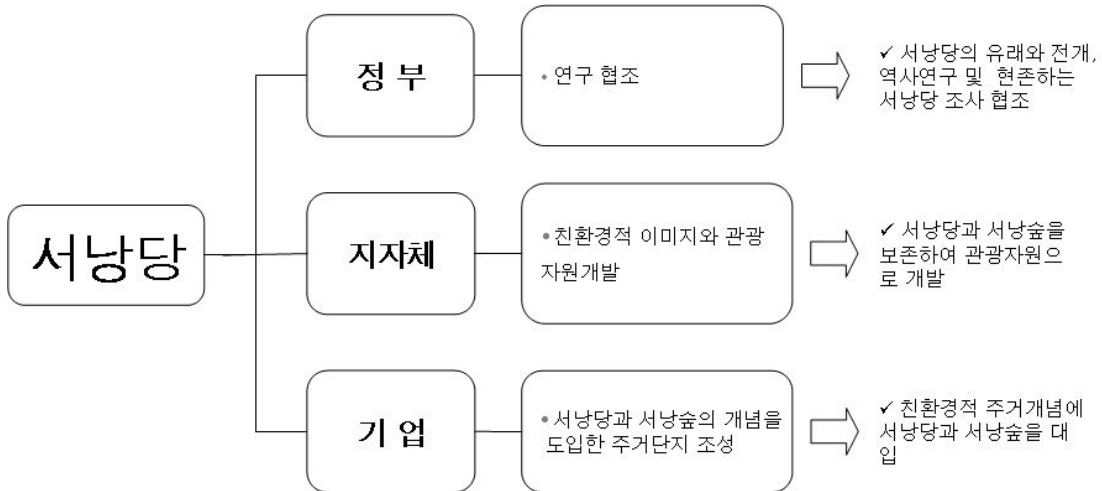 서낭당
정 부
• 연구 협조
✓ 서낭당의 유래와 전개,
역사연구 및 현존하는
서낭당 조사 협조
지자체
• 친환경적 이미지와 관광
자원개발
✓ 서낭당과 서낭숲을
보존하여 관광자원으
로 개발
기 업
• 서낭당과 서낭숲의 개념을
도입한 주거단지 조성
✓ 친환경적 주거개념에
서낭당과 서낭숲을 대
입